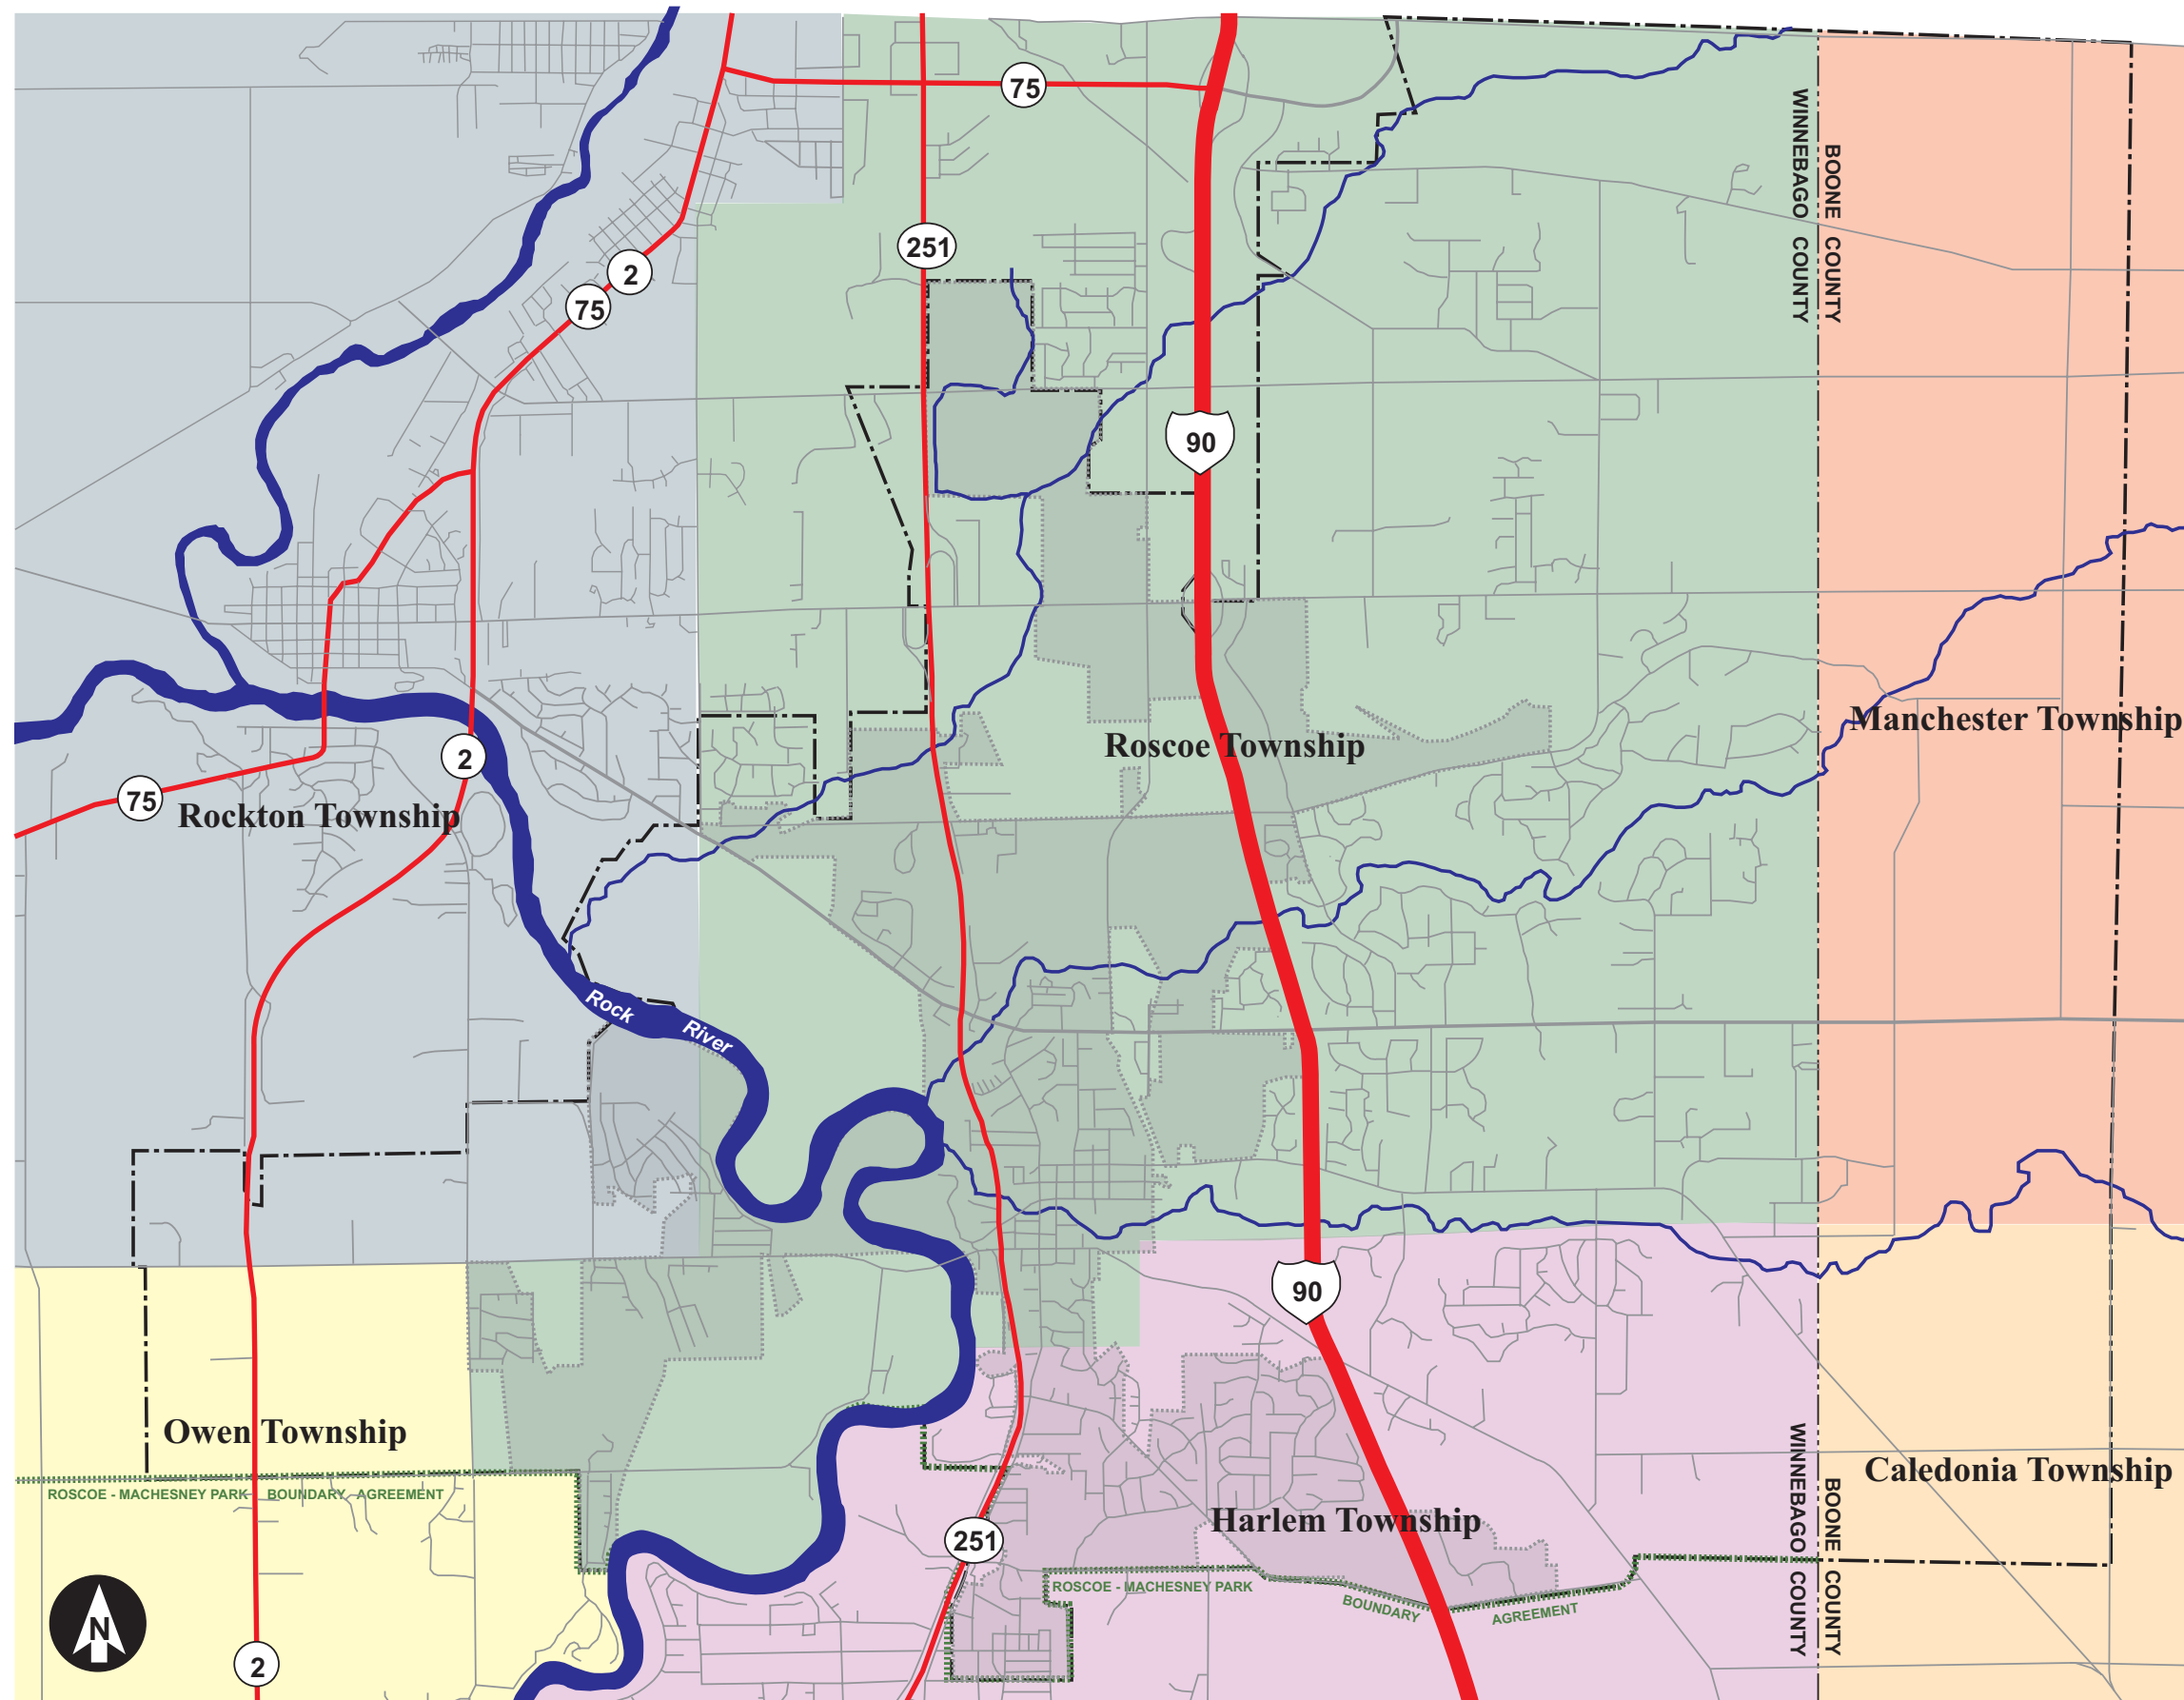 75
WINNEBAGO COUNTY
BOONE COUNTY
251
2
75
90
Manchester Township
Roscoe Township
2
75
Rockton Township
Rock River
90
Owen Township
Caledonia Township
ROSCOE - MACHESNEY PARK BOUNDARY AGREEMENT
WINNEBAGO COUNTY
BOONE COUNTY
Harlem Township
251
ROSCOE - MACHESNEY PARK BOUNDARY AGREEMENT
N
2